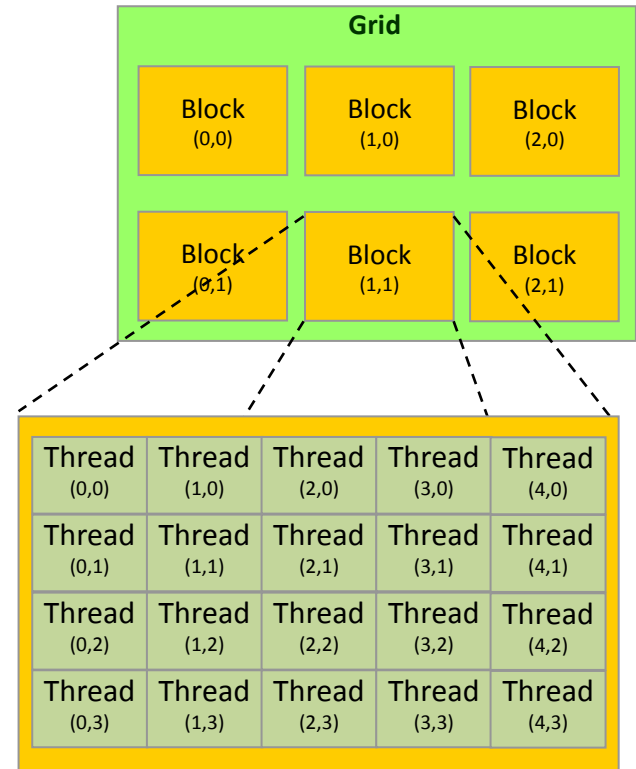 Grid
Block Block Block
(0,0) (1,0) (2,0)
Block Block Block
(0,1) (1,1) (2,1)
Thread Thread Thread Thread Thread
(0,0) (1,0) (2,0) (3,0) (4,0)
Thread Thread Thread Thread Thread
(0,1) (1,1) (2,1) (3,1) (4,1)
Thread Thread Thread Thread Thread
(0,2) (1,2) (2,2) (3,2) (4,2)
Thread Thread Thread Thread Thread
(0,3) (1,3) (2,3) (3,3) (4,3)